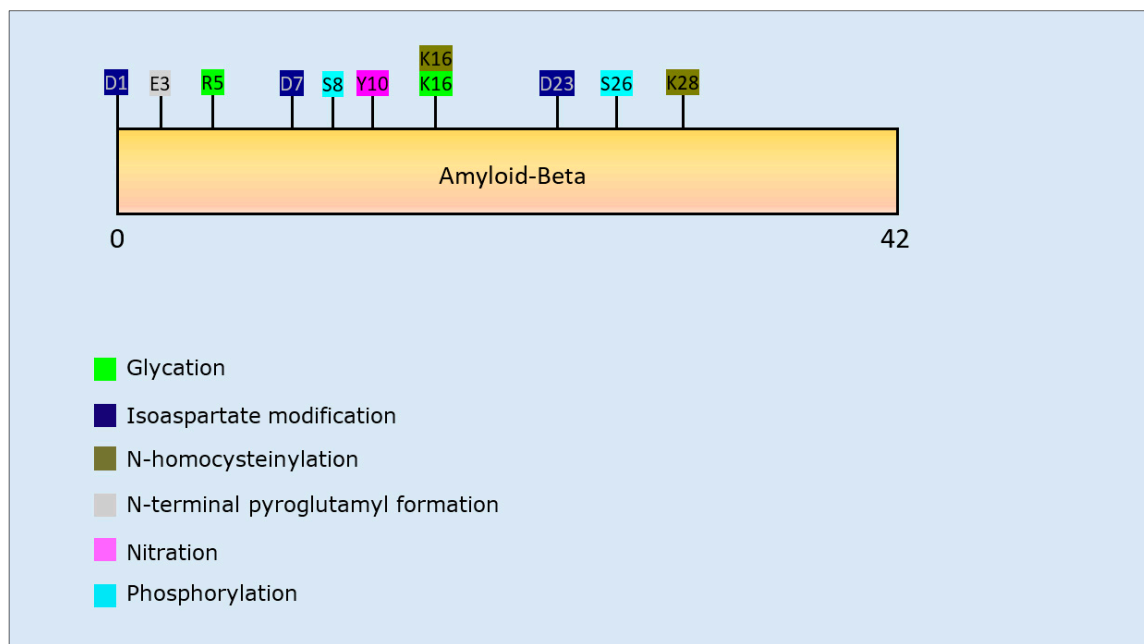 K16
D1 E3 R5 D7 S8 Y10 K16 D23 S26 K28
Amyloid-Beta
0 42
Glycation
Isoaspartate modification
N-homocysteinylation
N-terminal pyroglutamyl formation
Nitration
Phosphorylation